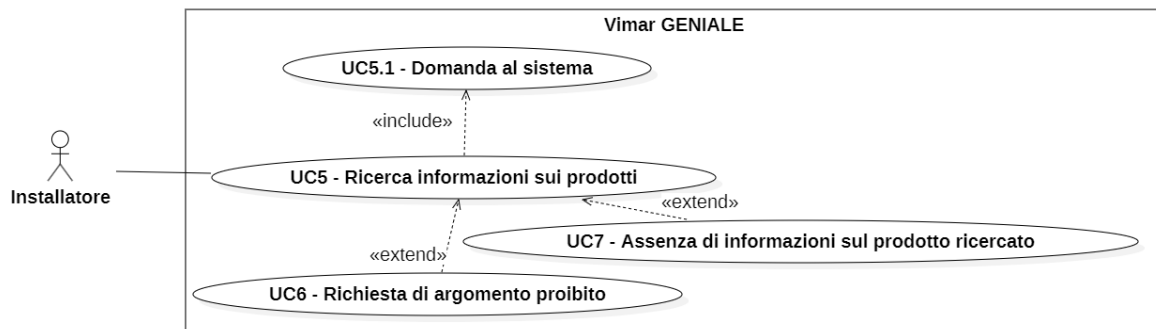 Vimar GENIALE
UC5.1 - Domanda al sistema
«include»
UC5 - Ricerca informazioni sui prodotti
Installatore
«extend»
UC7 - Assenza di informazioni sul prodotto ricercato
«extend»
UC6 - Richiesta di argomento proibito